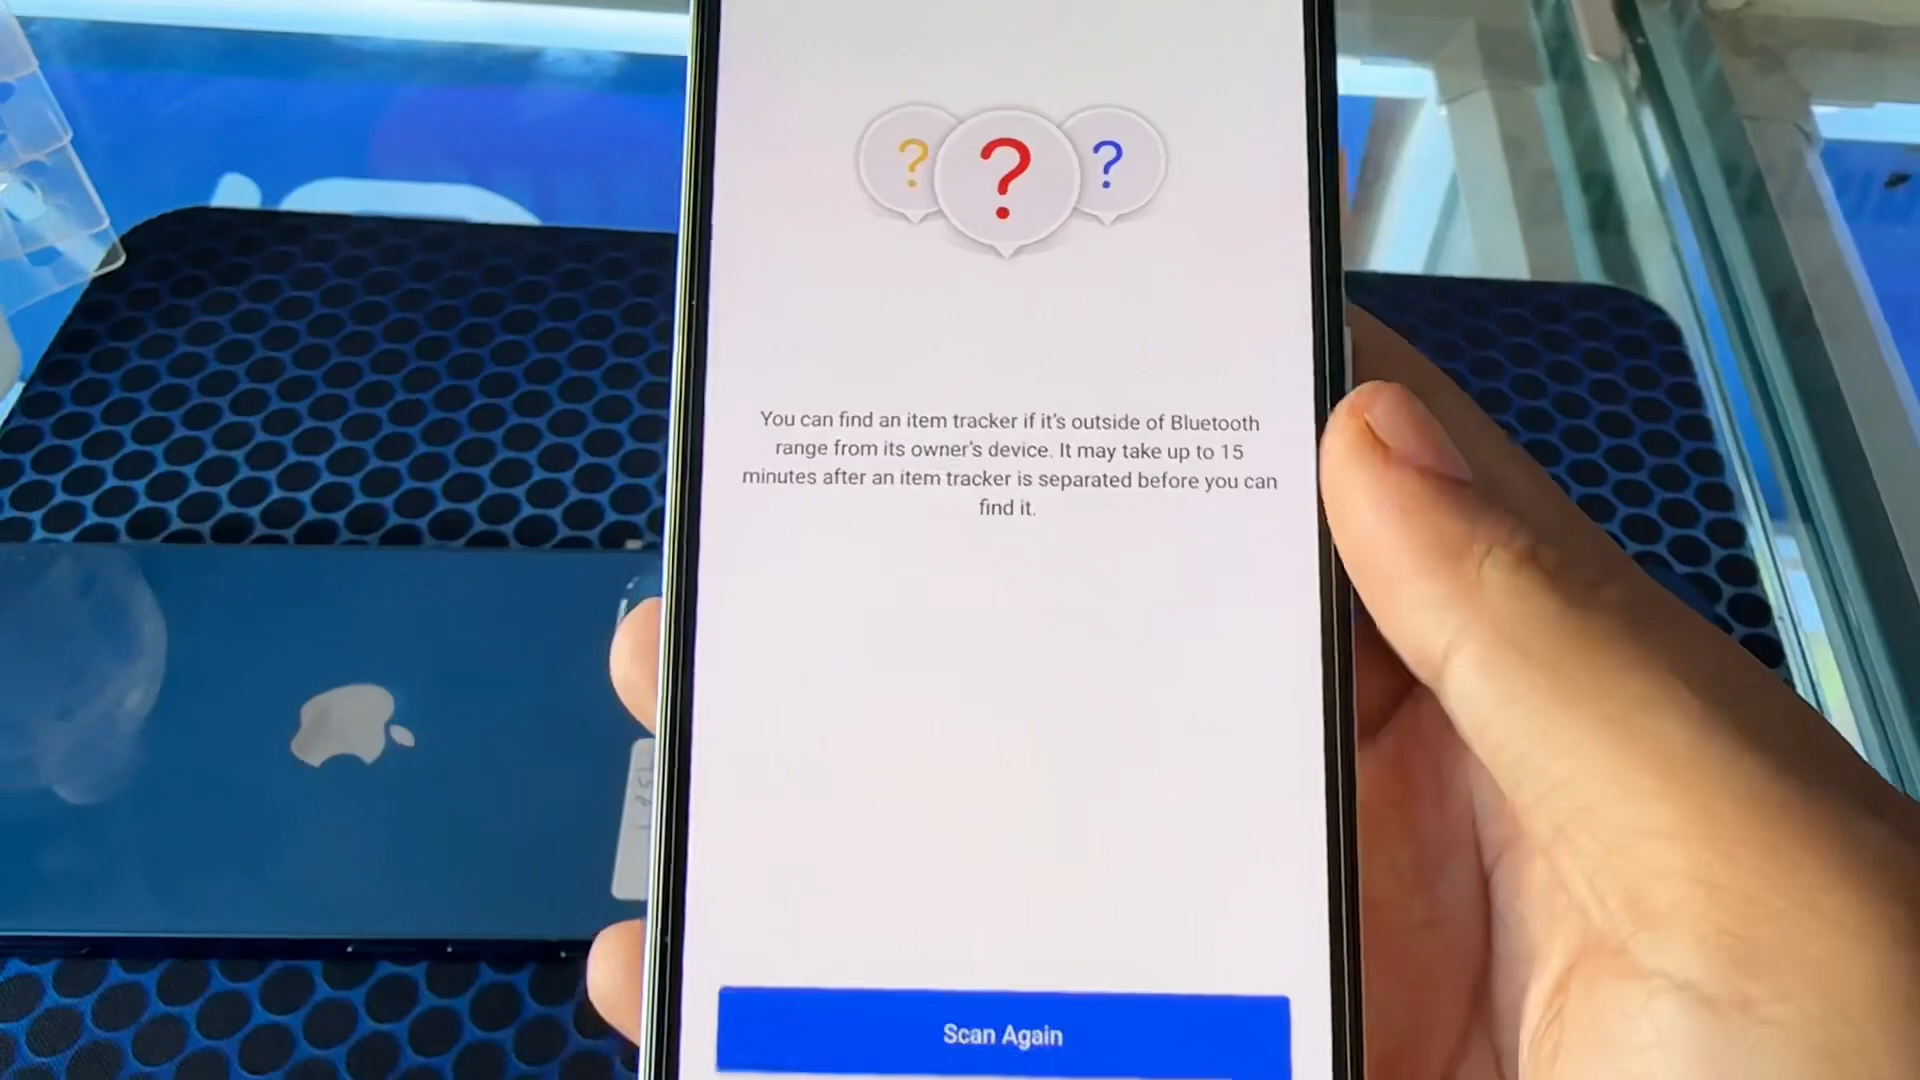 ? ? ?
You can find an item tracker if it's outside of Bluetooth
range from its owner's device. It may take up to 15
minutes after an item tracker is separated before you can
find it.
Scan Again